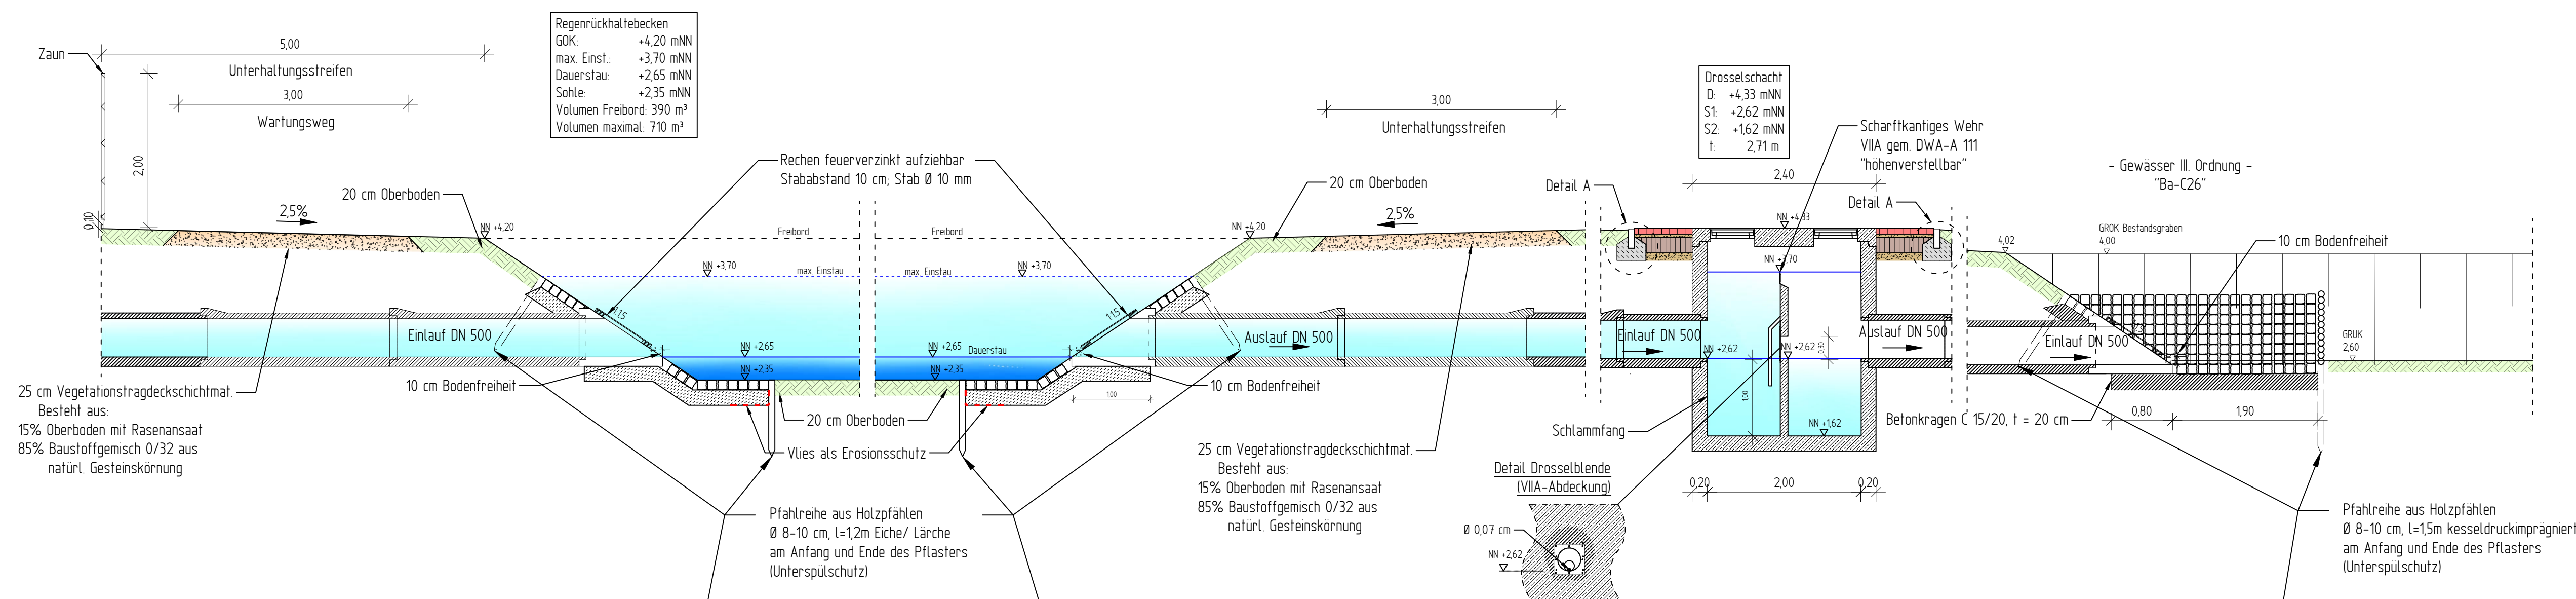 Zaun
5,00
Unterhaltungsstreifen
3,00
Wartungsweg
2,00
0,10
2,5%
20 cm Oberboden
NN +4,20
Regenrückhaltebecken
GOK: +4,20 mNN
max. Einst.: +3,70 mNN
Dauerstau: +2,65 mNN
Sohle: +2,35 mNN
Volumen Freibord: 390 m³
Volumen maximal: 710 m³
Rechen feuerverzinkt aufziehbar
Stababstand 10 cm; Stab Ø 10 mm
Freibord
Freibord
NN +3,70
max. Einstau
max. Einstau
NN +3,70
1:1,5
1:1,5
Einlauf DN 500
NN +2,65
NN +2,65
Dauerstau
NN +2,35
NN +2,35
10 cm Bodenfreiheit
10 cm Bodenfreiheit
1,00
20 cm Oberboden
Vlies als Erosionsschutz
25 cm Vegetationstragdeckschichtmat.
Besteht aus:
15% Oberboden mit Rasenansaat
85% Baustoffgemisch 0/32 aus
natürl. Gesteinskörnung
Pfahlreihe aus Holzpfählen
Ø 8-10 cm, l=1,2m Eiche/ Lärche
am Anfang und Ende des Pflasters
(Unterspülschutz)
3,00
Unterhaltungsstreifen
20 cm Oberboden
NN +4,20
2,5%
Auslauf DN 500
25 cm Vegetationstragdeckschichtmat.
Besteht aus:
15% Oberboden mit Rasenansaat
85% Baustoffgemisch 0/32 aus
natürl. Gesteinskörnung
Drosselschacht
D: +4,33 mNN
S1: +2,62 mNN
S2: +1,62 mNN
t: 2,71 m
Scharftkantiges Wehr
VIIA gem. DWA-A 111
"höhenverstellbar"
2,40
Detail A
Detail A
NN +4,33
NN +3,70
Einlauf DN 500
NN +2,62
NN +2,62
0,30
Auslauf DN 500
1,00
NN +1,62
Schlammfang
0,20
2,00
0,20
Detail Drosselblende
(VIIA-Abdeckung)
Ø 0,07 cm
NN +2,62
- Gewässer III. Ordnung -
"Ba-C26"
4,02
GROK Bestandsgraben
4,00
10 cm Bodenfreiheit
Einlauf DN 500
GRUK
2,60
Betonkragen C 15/20, t = 20 cm
0,80
1,90
Pfahlreihe aus Holzpfählen
Ø 8-10 cm, l=1,5m kesseldruckimprägniert
am Anfang und Ende des Pflasters
(Unterspülschutz)